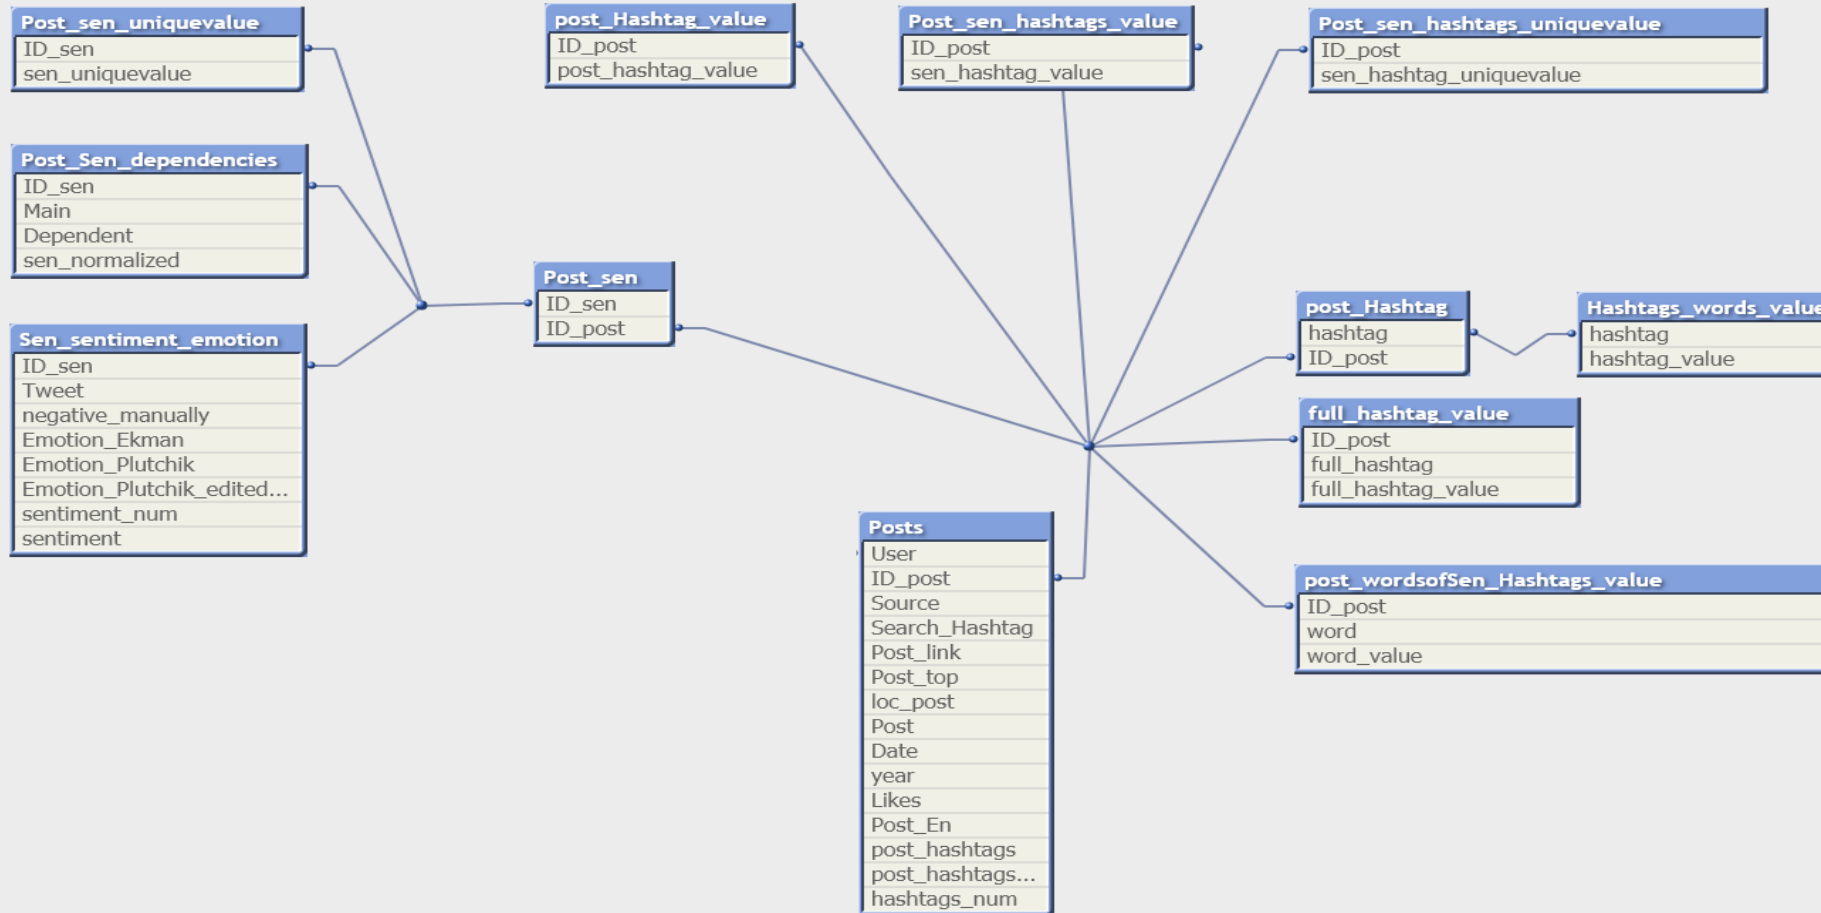 Post_sen_uniquevalue
ID_sen
sen_uniquevalue
post_Hashtag_value
ID_post
post_hashtag_value
Post_sen_hashtags_value
ID_post
sen_hashtag_value
Post_sen_hashtags_uniquevalue
ID_post
sen_hashtag_uniquevalue
Post_Sen_dependencies
ID_sen
Main
Dependent
sen_normalized
Post_sen
ID_sen
ID_post
post_Hashtag
hashtag
ID_post
Hashtags_words_value
hashtag
hashtag_value
Sen_sentiment_emotion
ID_sen
Tweet
negative_manually
Emotion_Ekman
Emotion_Plutchik
Emotion_Plutchik_edited...
sentiment_num
sentiment
full_hashtag_value
ID_post
full_hashtag
full_hashtag_value
Posts
User
ID_post
Source
Search_Hashtag
Post_link
Post_top
loc_post
Post
Date
year
Likes
Post_En
post_hashtags
post_hashtags...
hashtags_num
post_wordsofSen_Hashtags_value
ID_post
word
word_value